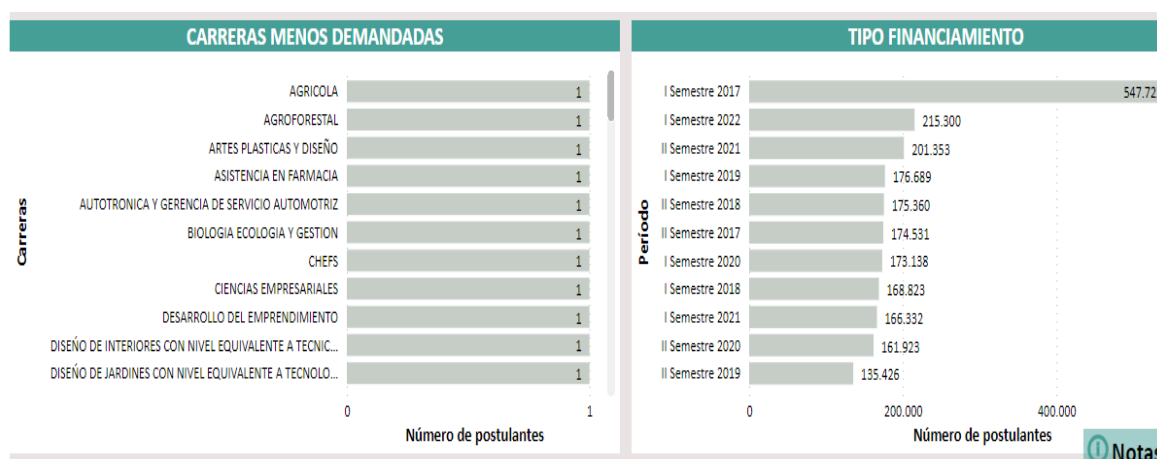 CARRERAS MENOS DEMANDADAS
Carreras
AGRICOLA 1
AGROFORESTAL 1
ARTES PLASTICAS Y DISEÑO 1
ASISTENCIA EN FARMACIA 1
AUTOTRONICA Y GERENCIA DE SERVICIO AUTOMOTRIZ 1
BIOLOGIA ECOLOGIA Y GESTION 1
CHEFS 1
CIENCIAS EMPRESARIALES 1
DESARROLLO DEL EMPRENDIMIENTO 1
DISEÑO DE INTERIORES CON NIVEL EQUIVALENTE A TECNIC... 1
DISEÑO DE JARDINES CON NIVEL EQUIVALENTE A TECNOLO... 1
0 1
Número de postulantes
TIPO FINANCIAMIENTO
Período
I Semestre 2017 547.72
I Semestre 2022 215.300
II Semestre 2021 201.353
I Semestre 2019 176.689
II Semestre 2018 175.360
II Semestre 2017 174.531
I Semestre 2020 173.138
I Semestre 2018 168.823
I Semestre 2021 166.332
II Semestre 2020 161.923
II Semestre 2019 135.426
0 200.000 400.000
Número de postulantes
Notas